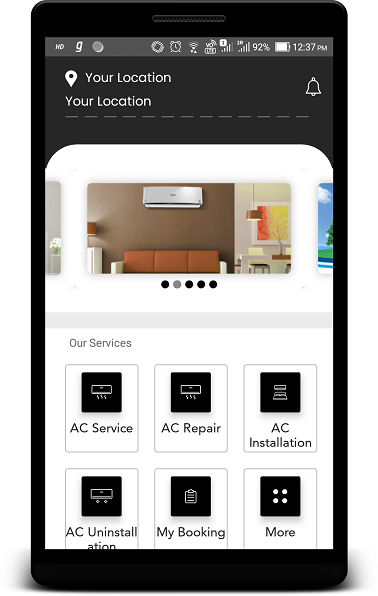 HD g 92% 12:37 PM
Your Location
Your Location
Our Services
AC Service
AC Repair
AC
Installation
AC Uninstall
ation
My Booking
More